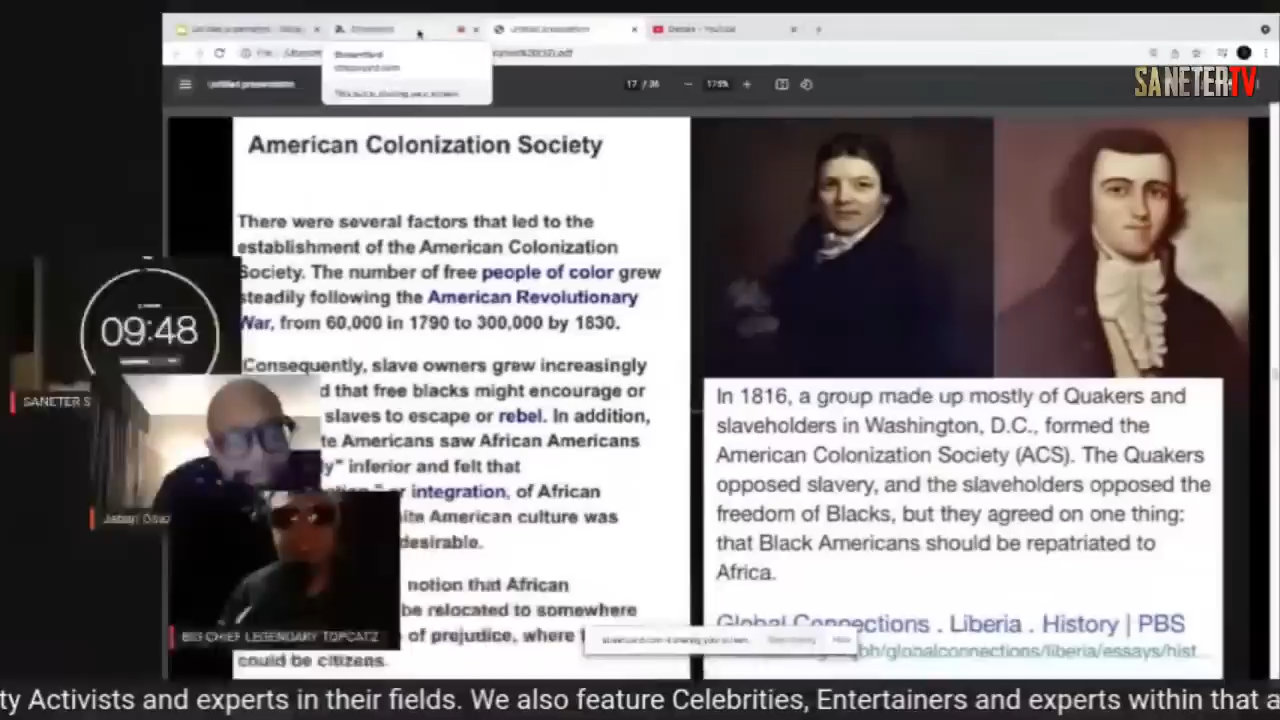 SANETERTV
17 / 36
175%
American Colonization Society
There were several factors that led to the
establishment of the American Colonization
Society. The number of free people of color grew
steadily following the American Revolutionary
War, from 60,000 in 1790 to 300,000 by 1830.
Consequently, slave owners grew increasingly
d that free blacks might encourage or
slaves to escape or rebel. In addition,
te Americans saw African Americans
y" inferior and felt that
or integration, of African
ite American culture was
desirable.
notion that African
be relocated to somewhere
of prejudice, where
could be citizens.
In 1816, a group made up mostly of Quakers and
slaveholders in Washington, D.C., formed the
American Colonization Society (ACS). The Quakers
opposed slavery, and the slaveholders opposed the
freedom of Blacks, but they agreed on one thing:
that Black Americans should be repatriated to
Africa.
Global Connections . Liberia . History | PBS
bh/globalconnections/liberia/essays/hist...
09:48
SANETER S
BIG CHIEF LEGENDARY TOPCATZ
ty Activists and experts in their fields. We also feature Celebrities, Entertainers and experts within that a